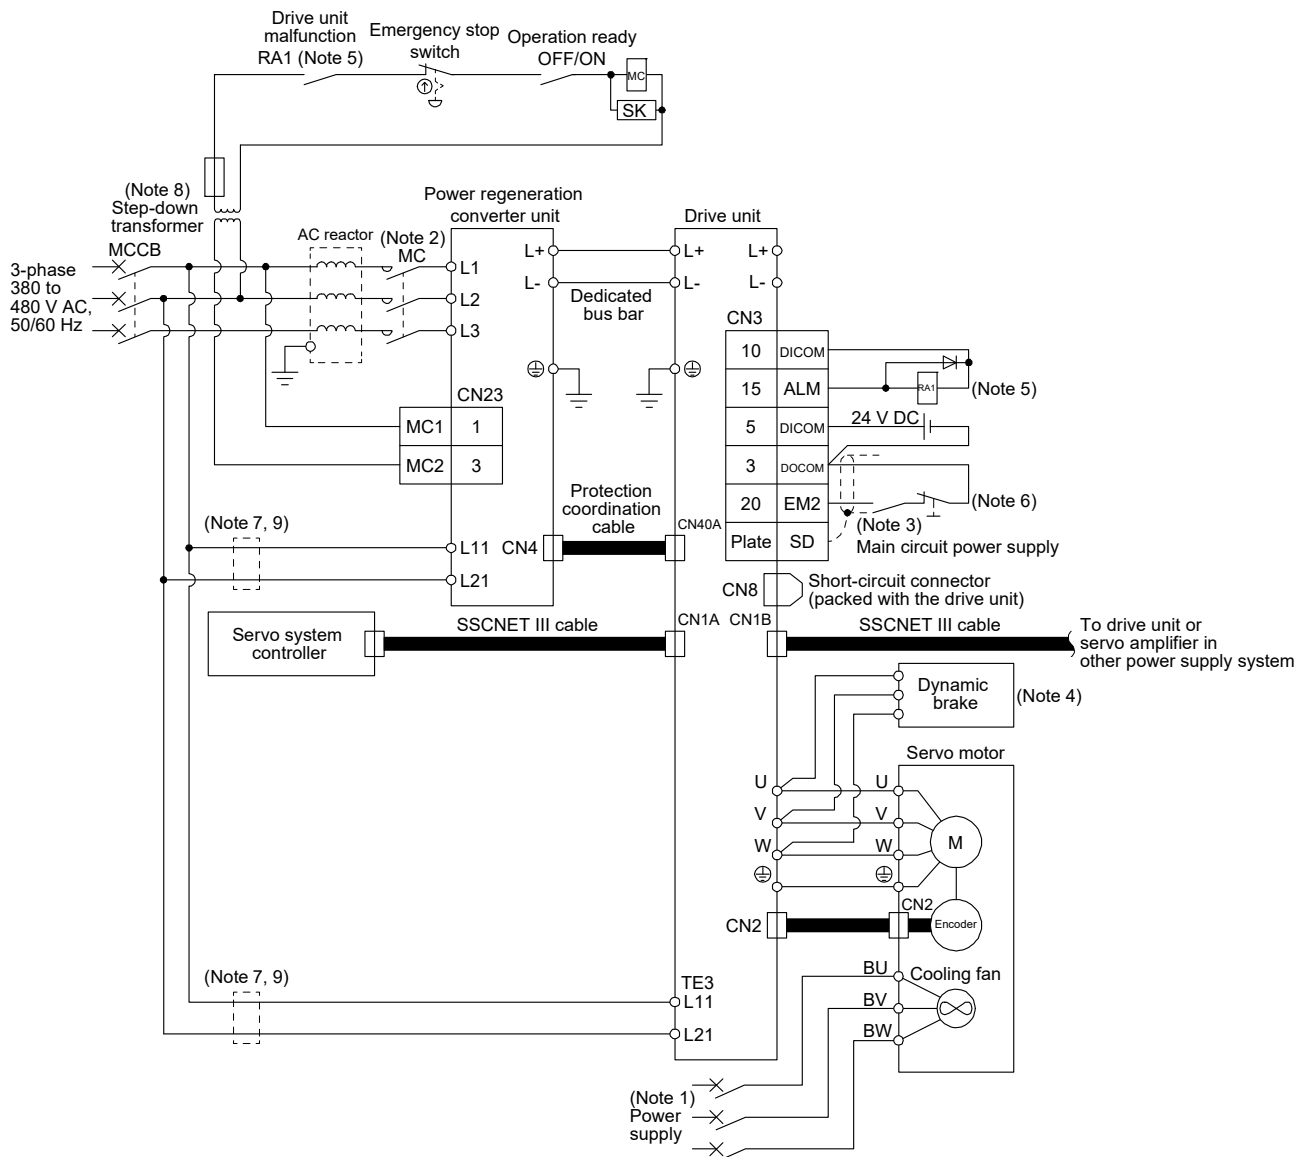 Drive unit
malfunction
RA1 (Note 5)
Emergency stop
switch
Operation ready
OFF/ON
MC
SK
(Note 8)
Step-down
transformer
MCCB
3-phase
380 to
480 V AC,
50/60 Hz
AC reactor
(Note 2)
MC
Power regeneration
converter unit
Drive unit
L1
L2
L3
L+
L-
L+
L-
L+
L-
Dedicated
bus bar
CN23
MC1 1
MC2 3
CN3
10 DICOM
15 ALM
5 DICOM
3 DOCOM
20 EM2
Plate SD
RA1
(Note 5)
24 V DC
(Note 6)
(Note 3)
Main circuit power supply
(Note 7, 9)
L11
L21
CN4
Protection
coordination
cable
CN40A
CN8
Short-circuit connector
(packed with the drive unit)
Servo system
controller
SSCNET III cable
CN1A
CN1B
SSCNET III cable
To drive unit or
servo amplifier in
other power supply system
Dynamic
brake
(Note 4)
Servo motor
U
V
W
U
V
W
M
CN2
CN2
Encoder
(Note 7, 9)
TE3
L11
L21
BU
BV
BW
Cooling fan
(Note 1)
Power
supply